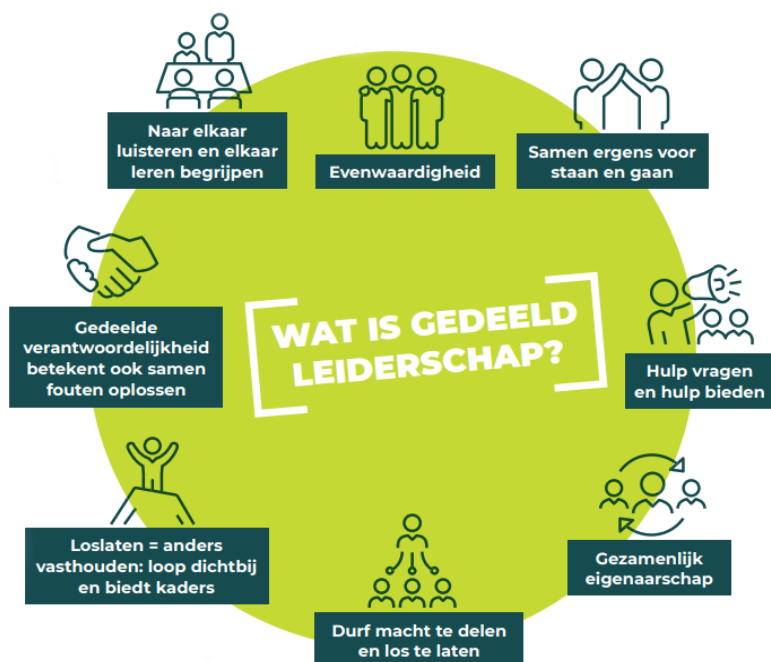 Naar elkaar
luisteren en elkaar
leren begrijpen
Evenwaardigheid
Samen ergens voor
staan en gaan
Gedeelde
verantwoordelijkheid
betekent ook samen
fouten oplossen
WAT IS GEDEELD
LEIDERSCHAP?
Hulp vragen
en hulp bieden
Loslaten = anders
vasthouden: loop dichtbij
en biedt kaders
Gezamenlijk
eigenaarschap
Durf macht te delen
en los te laten